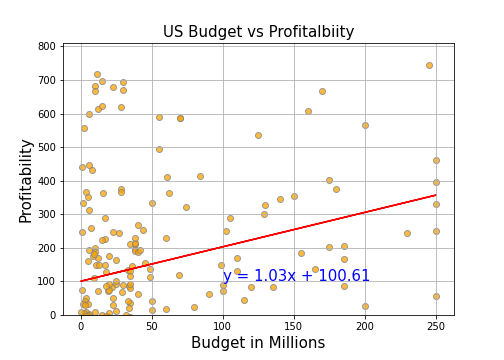 US Budget vs Profitalbiity
800
700
600
500
400
300
200
100
0
Profitability
y = 1.03x + 100.61
0 50 100 150 200 250
Budget in Millions